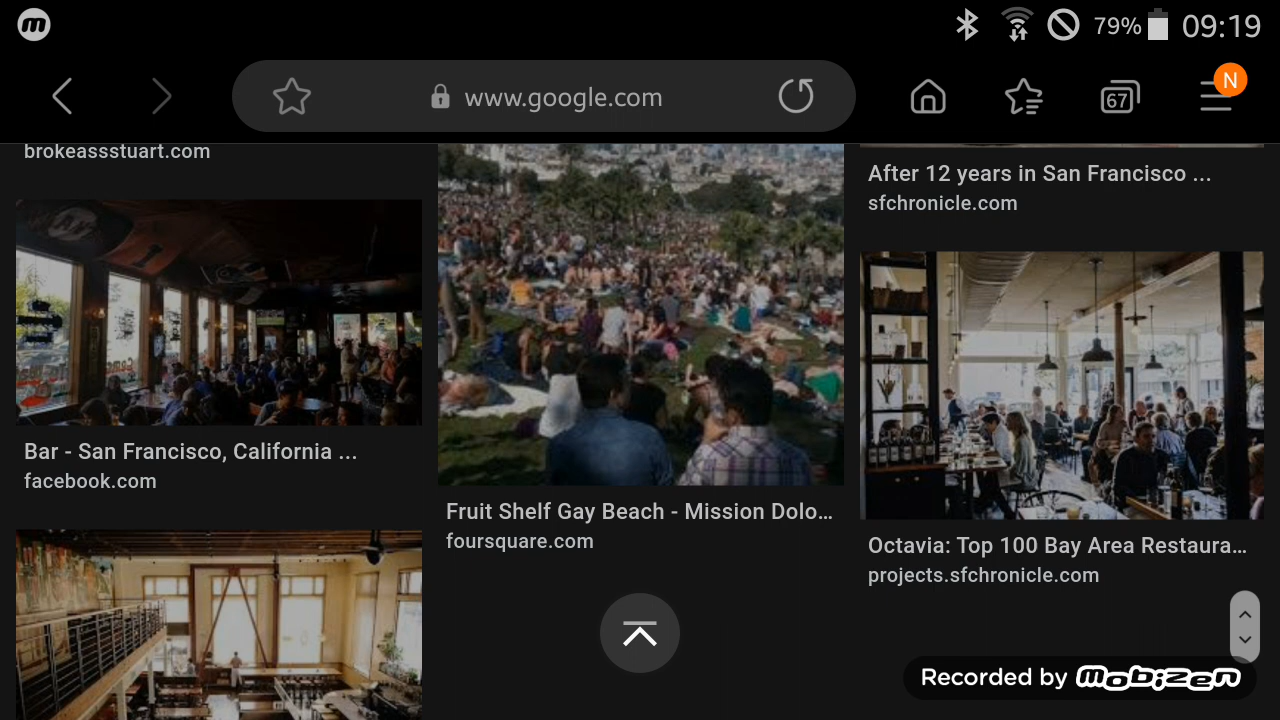 79% 09:19
www.google.com
67
N
brokeassstuart.com
After 12 years in San Francisco ...
sfchronicle.com
Bar - San Francisco, California ...
facebook.com
Fruit Shelf Gay Beach - Mission Dolo...
foursquare.com
Octavia: Top 100 Bay Area Restaura...
projects.sfchronicle.com
Recorded by mobizen